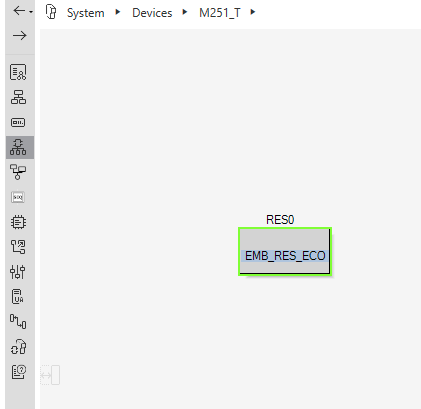 System ▸ Devices ▸ M251_T ▸
RES0
EMB_RES_ECO